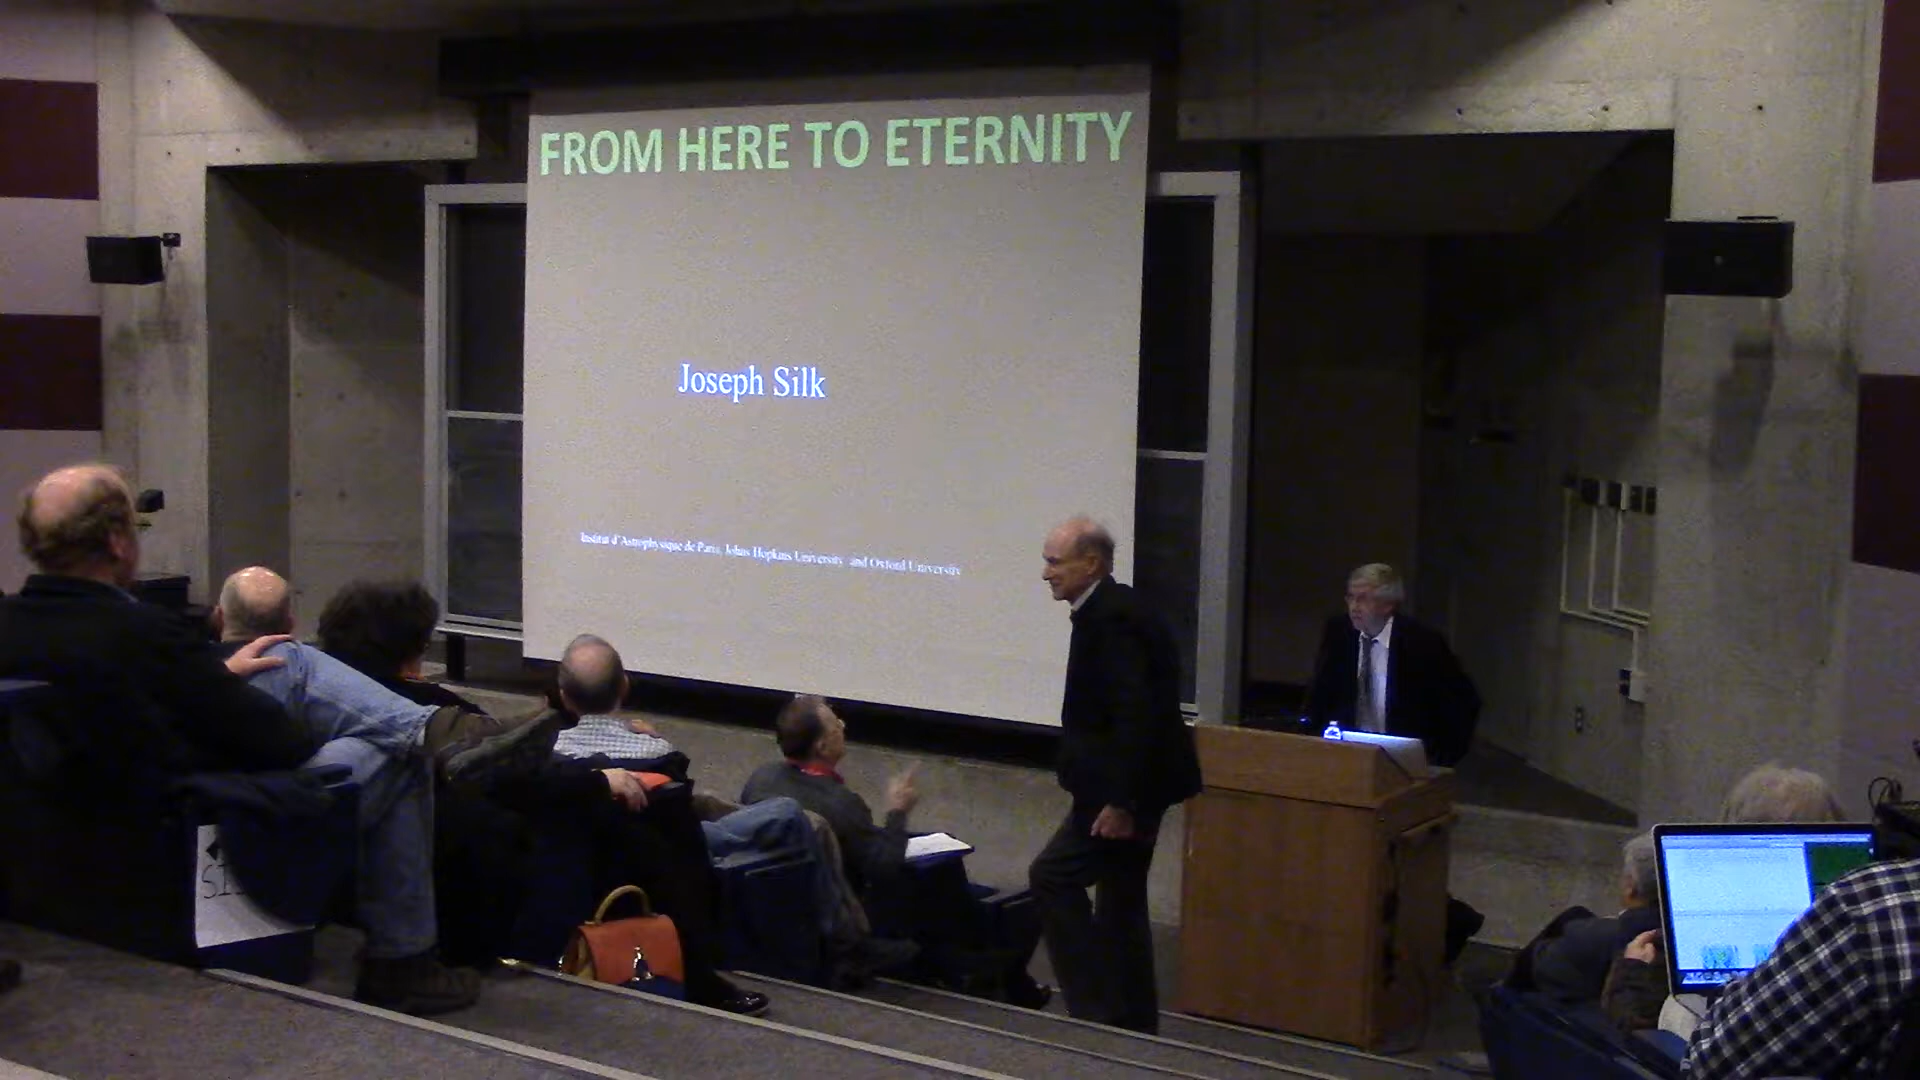 FROM HERE TO ETERNITY
Joseph Silk
Institut d'Astrophysique de Paris, Johns Hopkins University and Oxford University